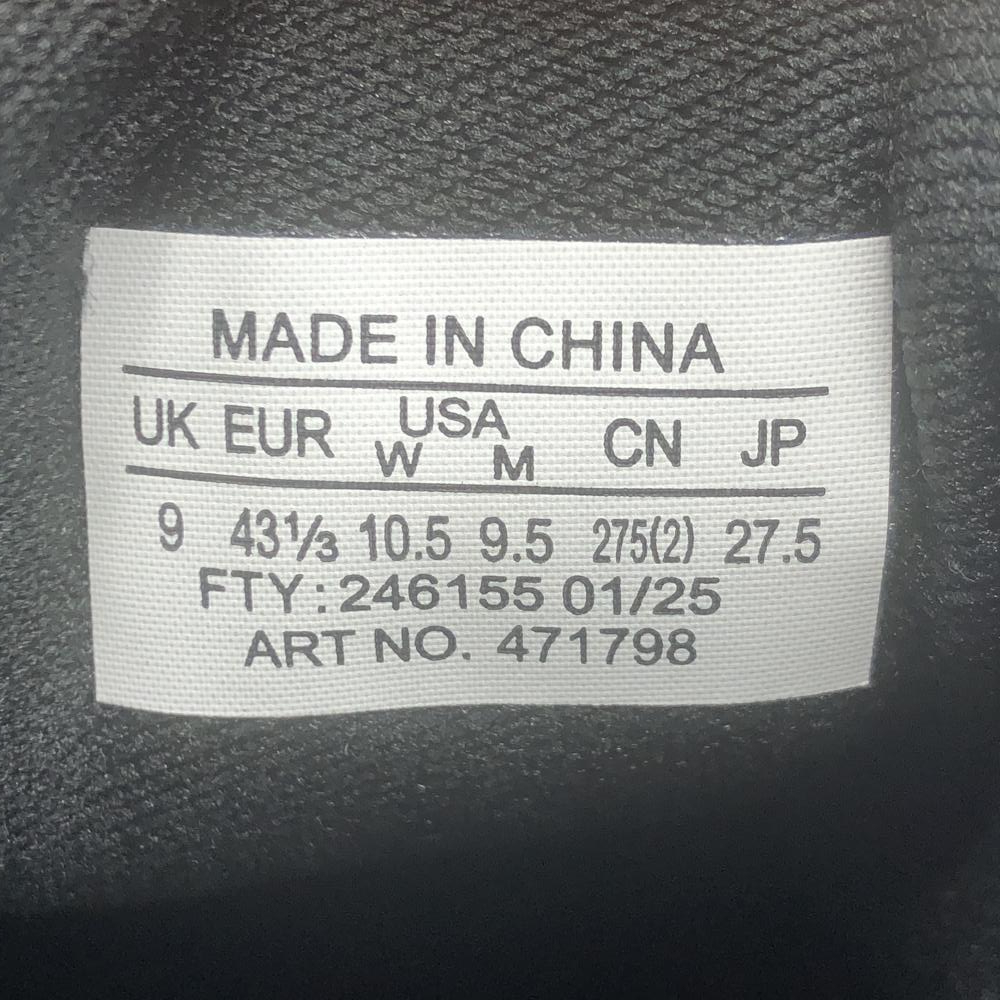 MADE IN CHINA
UK EUR USA CN JP
W M
9 43⅓ 10.5 9.5 275(2) 27.5
FTY: 246155 01/25
ART NO. 471798